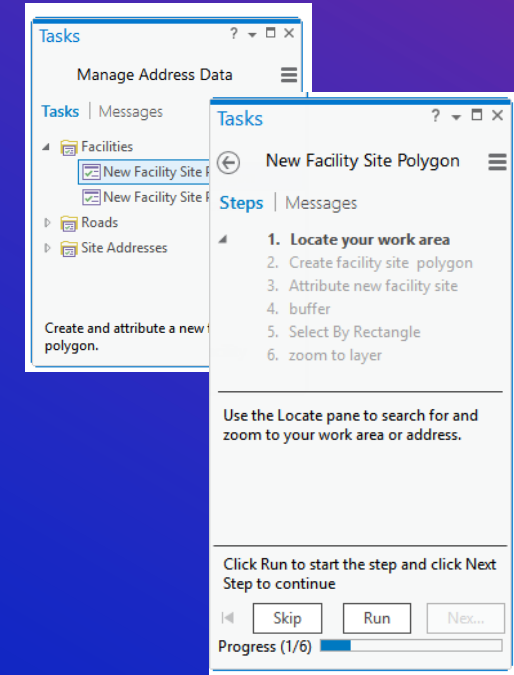 Tasks
Manage Address Data
Tasks | Messages
Facilities
New Facility Site
New Facility Site
Roads
Site Addresses
Create and attribute a new
polygon.
Tasks
New Facility Site Polygon
Steps | Messages
1. Locate your work area
2. Create facility site polygon
3. Attribute new facility site
4. buffer
5. Select By Rectangle
6. zoom to layer
Use the Locate pane to search for and
zoom to your work area or address.
Click Run to start the step and click Next
Step to continue
Skip
Run
Nex...
Progress (1/6)